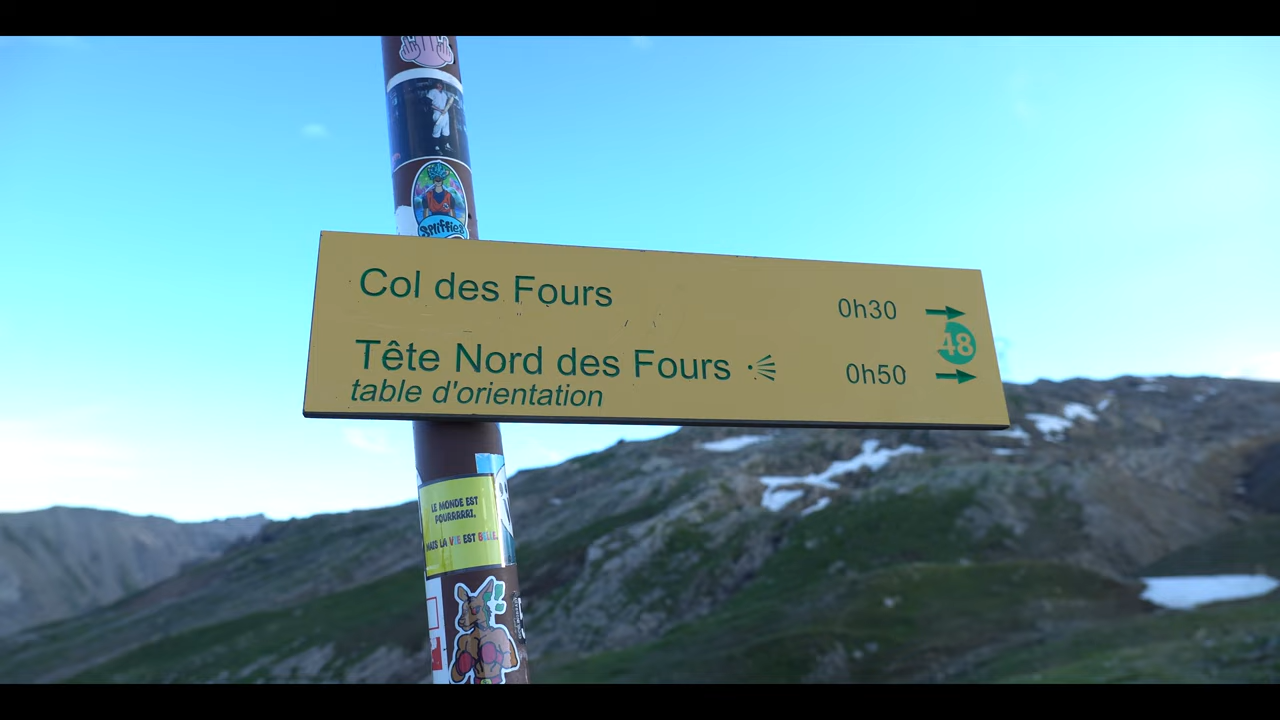 Spliffies
Col des Fours 0h30
48
Tête Nord des Fours 0h50
table d'orientation
LE MONDE EST
POURRRRRI,
MAIS LA VIE EST BELLE.